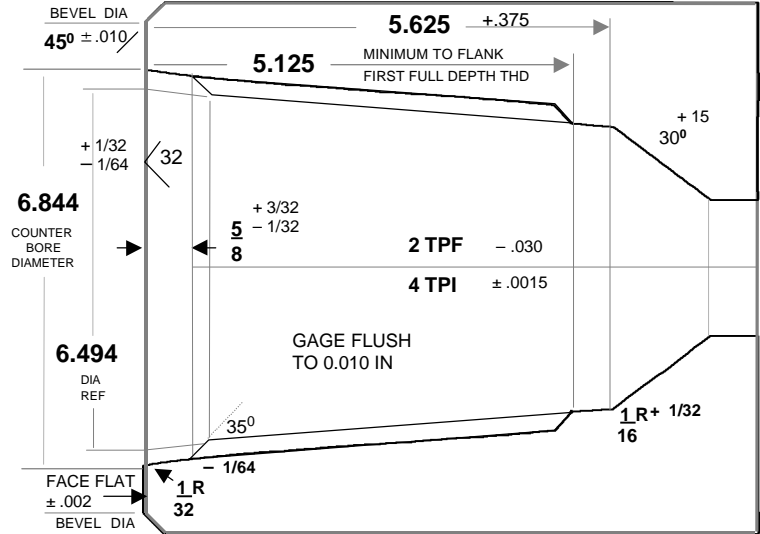 BEVEL DIA
45⁰ ± .010
5.625 +.375
5.125
MINIMUM TO FLANK
FIRST FULL DEPTH THD
+ 15
30⁰
+ 1/32
– 1/64
32
6.844
COUNTER
BORE
DIAMETER
+ 3/32
– 1/32
5
8
2 TPF – .030
4 TPI ± .0015
GAGE FLUSH
TO 0.010 IN
6.494
DIA
REF
35⁰
1 R + 1/32
16
– 1/64
1 R
32
FACE FLAT
± .002
BEVEL DIA